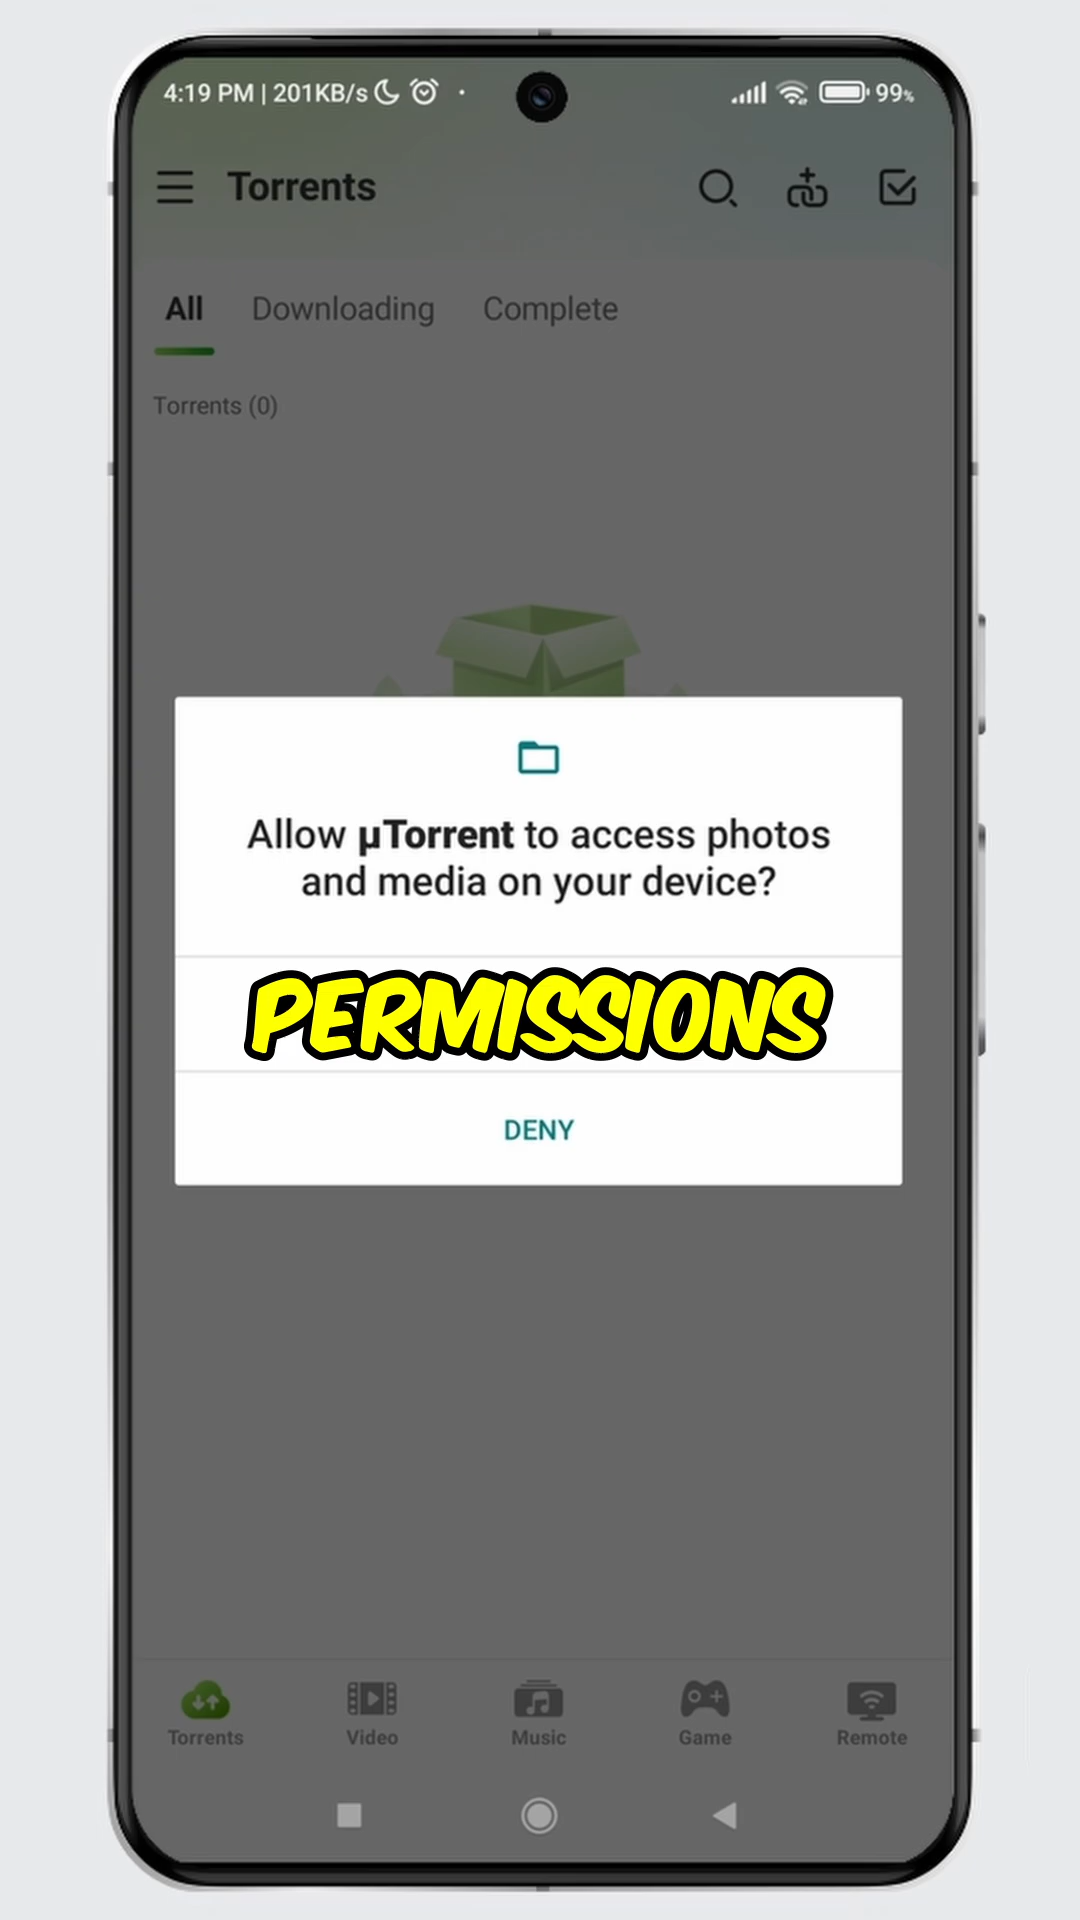 4:19 PM | 201KB/s
99%
Torrents
All Downloading Complete
Torrents (0)
Allow µTorrent to access photos
and media on your device?
PERMISSIONS
DENY
Torrents Video Music Game Remote